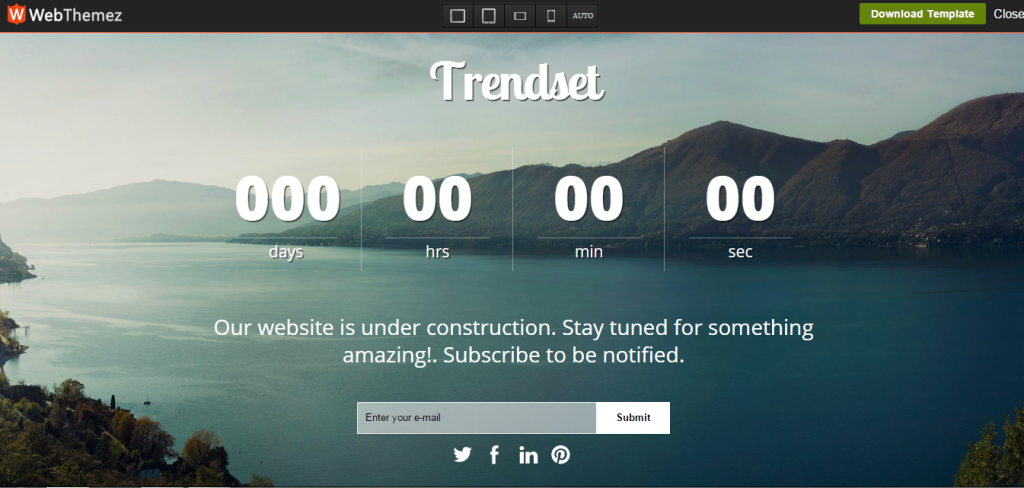 WebThemez
AUTO
Download Template
Close
Trendset
000 00 00 00
days hrs min sec
Our website is under construction. Stay tuned for something
amazing!. Subscribe to be notified.
Enter your e-mail
Submit